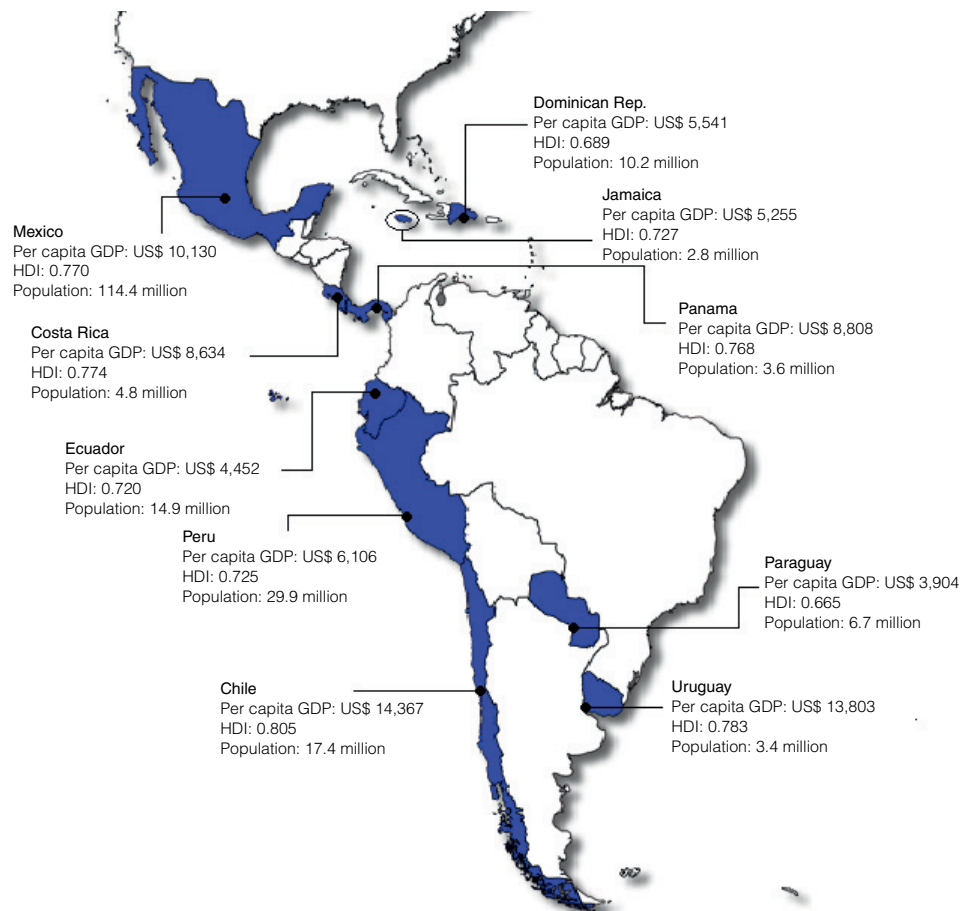 Dominican Rep.
Per capita GDP: US$ 5,541
HDI: 0.689
Population: 10.2 million
Jamaica
Per capita GDP: US$ 5,255
HDI: 0.727
Population: 2.8 million
Mexico
Per capita GDP: US$ 10,130
HDI: 0.770
Population: 114.4 million
Panama
Per capita GDP: US$ 8,808
HDI: 0.768
Population: 3.6 million
Costa Rica
Per capita GDP: US$ 8,634
HDI: 0.774
Population: 4.8 million
Ecuador
Per capita GDP: US$ 4,452
HDI: 0.720
Population: 14.9 million
Peru
Per capita GDP: US$ 6,106
HDI: 0.725
Population: 29.9 million
Paraguay
Per capita GDP: US$ 3,904
HDI: 0.665
Population: 6.7 million
Chile
Per capita GDP: US$ 14,367
HDI: 0.805
Population: 17.4 million
Uruguay
Per capita GDP: US$ 13,803
HDI: 0.783
Population: 3.4 million